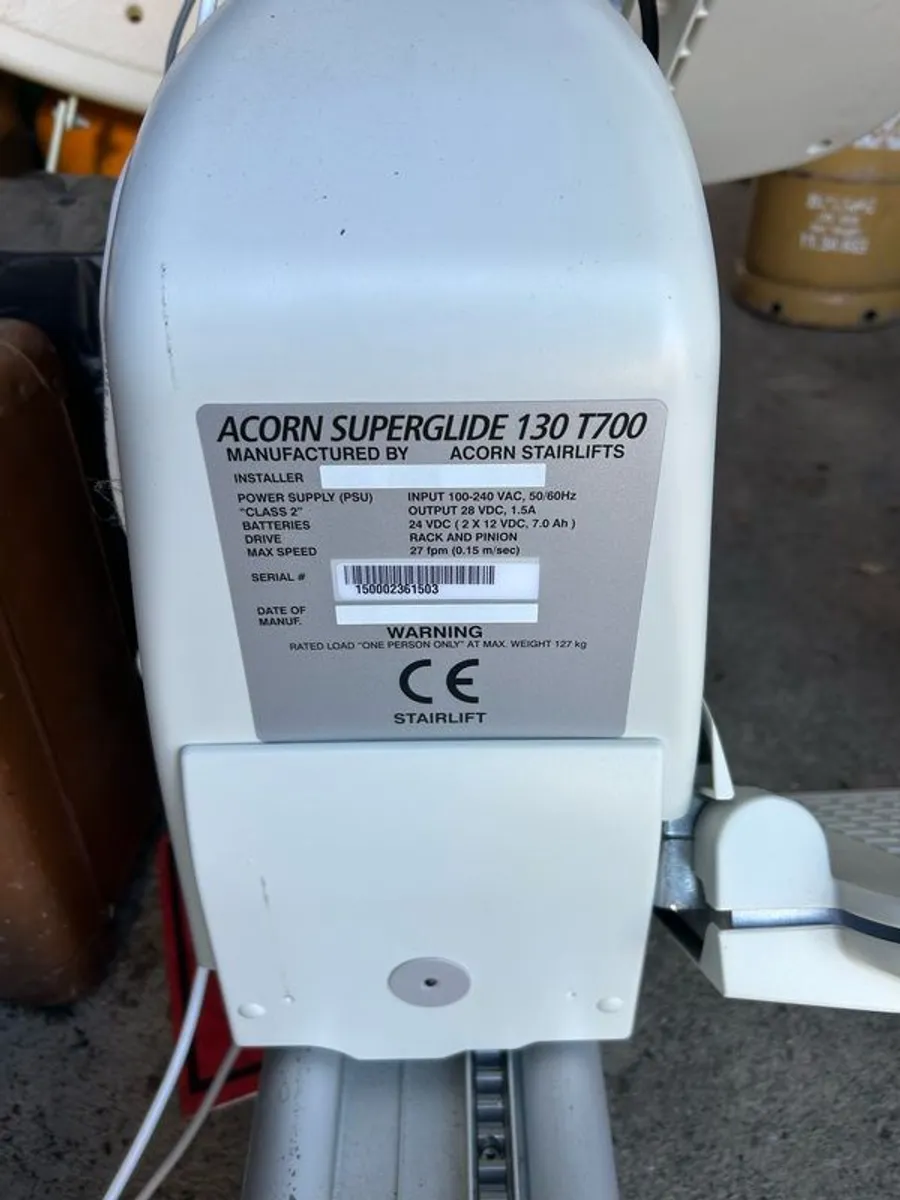 ACORN SUPERGLIDE 130 T700
MANUFACTURED BY ACORN STAIRLIFTS
INSTALLER
POWER SUPPLY (PSU) INPUT 100-240 VAC, 50/60Hz
"CLASS 2" OUTPUT 28 VDC, 1.5A
BATTERIES 24 VDC ( 2 X 12 VDC, 7.0 Ah )
DRIVE RACK AND PINION
MAX SPEED 27 fpm (0.15 m/sec)
SERIAL # 150002361503
DATE OF
MANUF.
WARNING
RATED LOAD "ONE PERSON ONLY" AT MAX. WEIGHT 127 kg
CE
STAIRLIFT